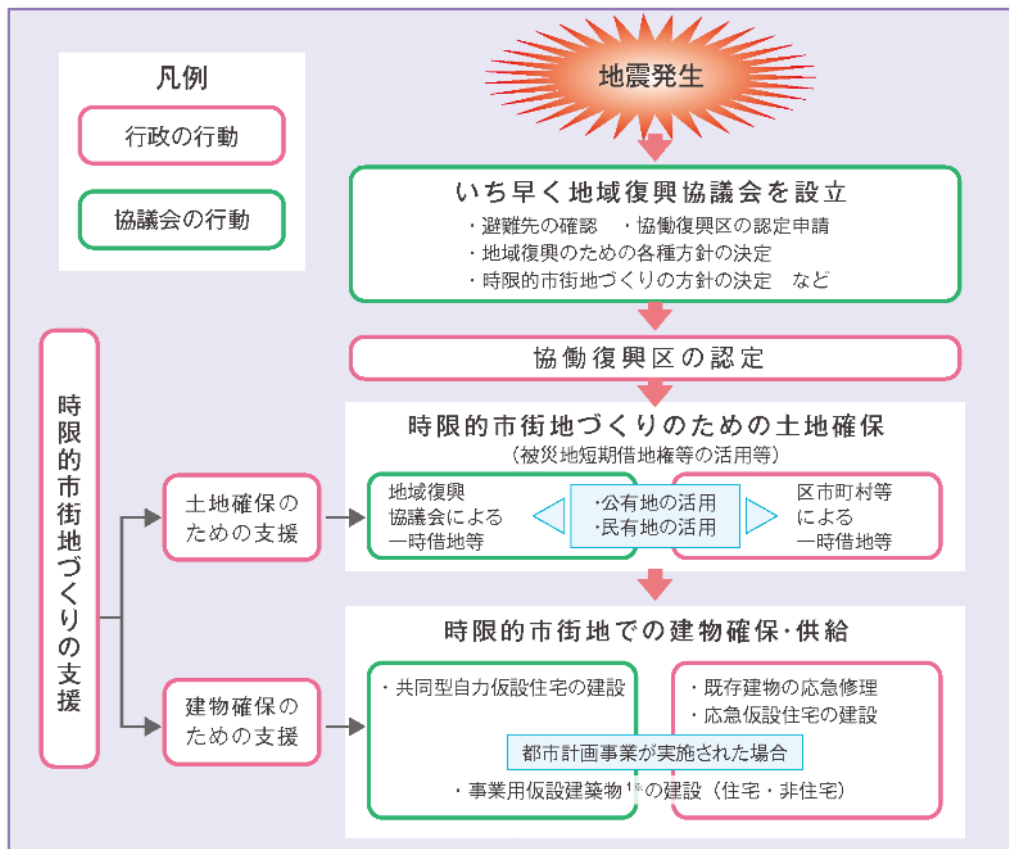 地震発生
凡例
行政の行動
協議会の行動
いち早く地域復興協議会を設立
・避難先の確認 ・協働復興区の認定申請
・地域復興のための各種方針の決定
・時限的市街地づくりの方針の決定 など
協働復興区の認定
時限的市街地づくりの支援
時限的市街地づくりのための土地確保
(被災地短期借地権等の活用等)
土地確保の
ための支援
地域復興
協議会による
一時借地等
・公有地の活用
・民有地の活用
区市町村等
による
一時借地等
時限的市街地での建物確保・供給
建物確保の
ための支援
・共同型自力仮設住宅の建設
・既存建物の応急修理
・応急仮設住宅の建設
都市計画事業が実施された場合
・事業用仮設建築物1※の建設(住宅・非住宅)